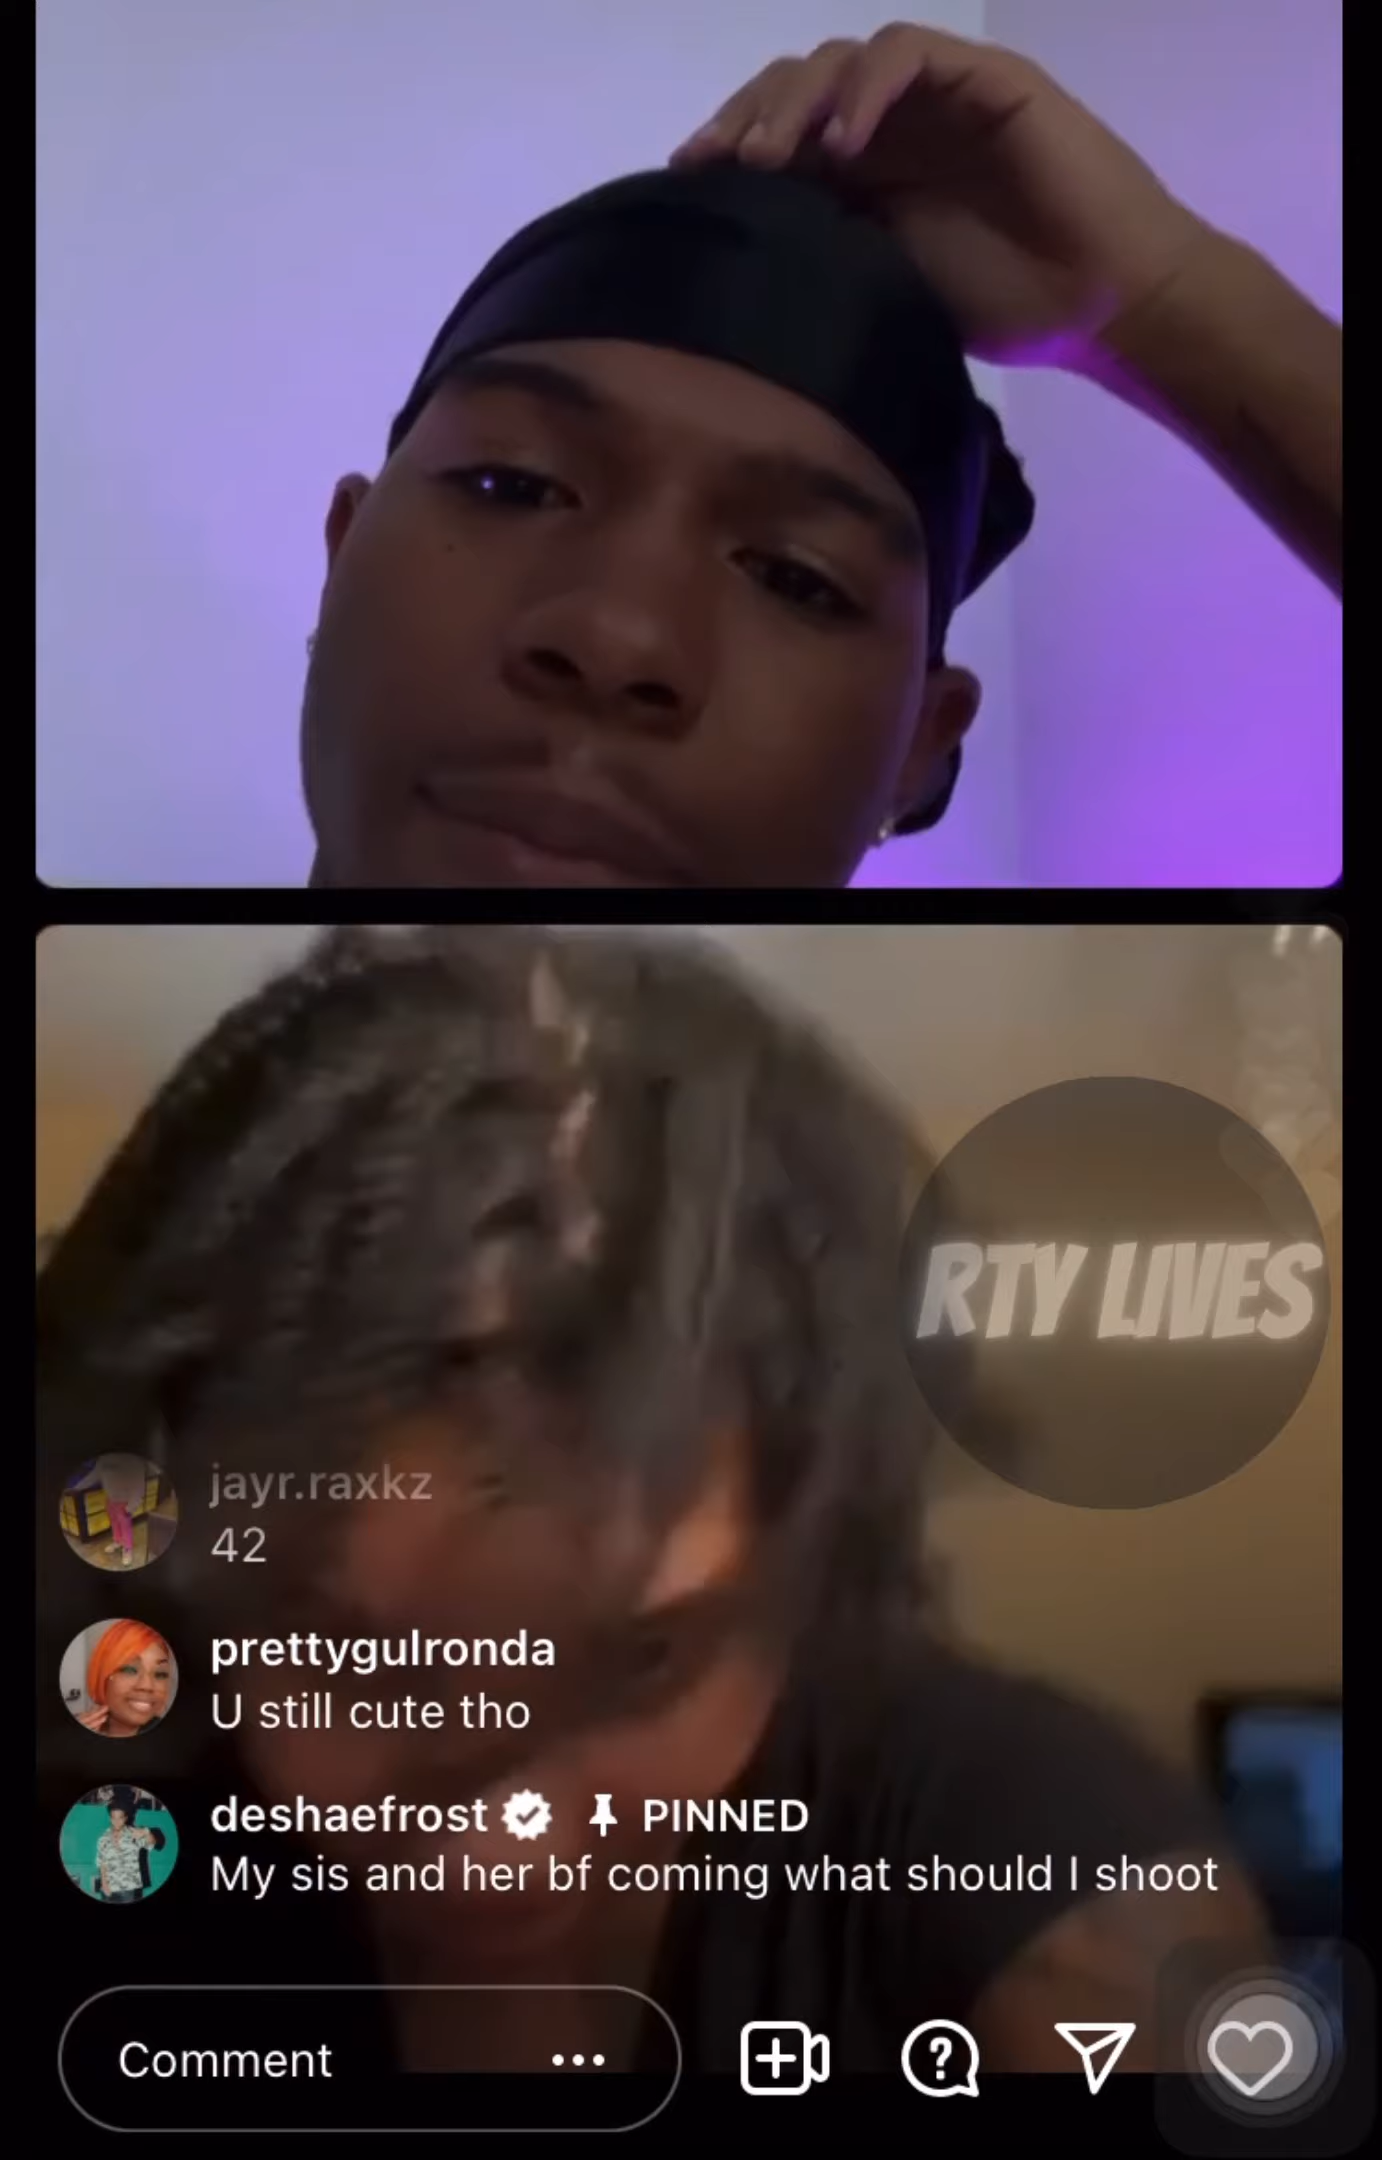 RTY LIVES
jayr.raxkz
42
prettygulronda
U still cute tho
deshaefrost PINNED
My sis and her bf coming what should I shoot
Comment